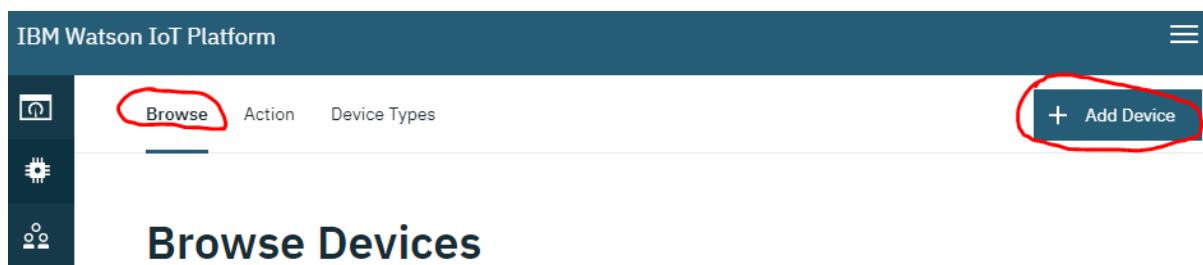 IBM Watson IoT Platform
Browse Action Device Types
+ Add Device
Browse Devices